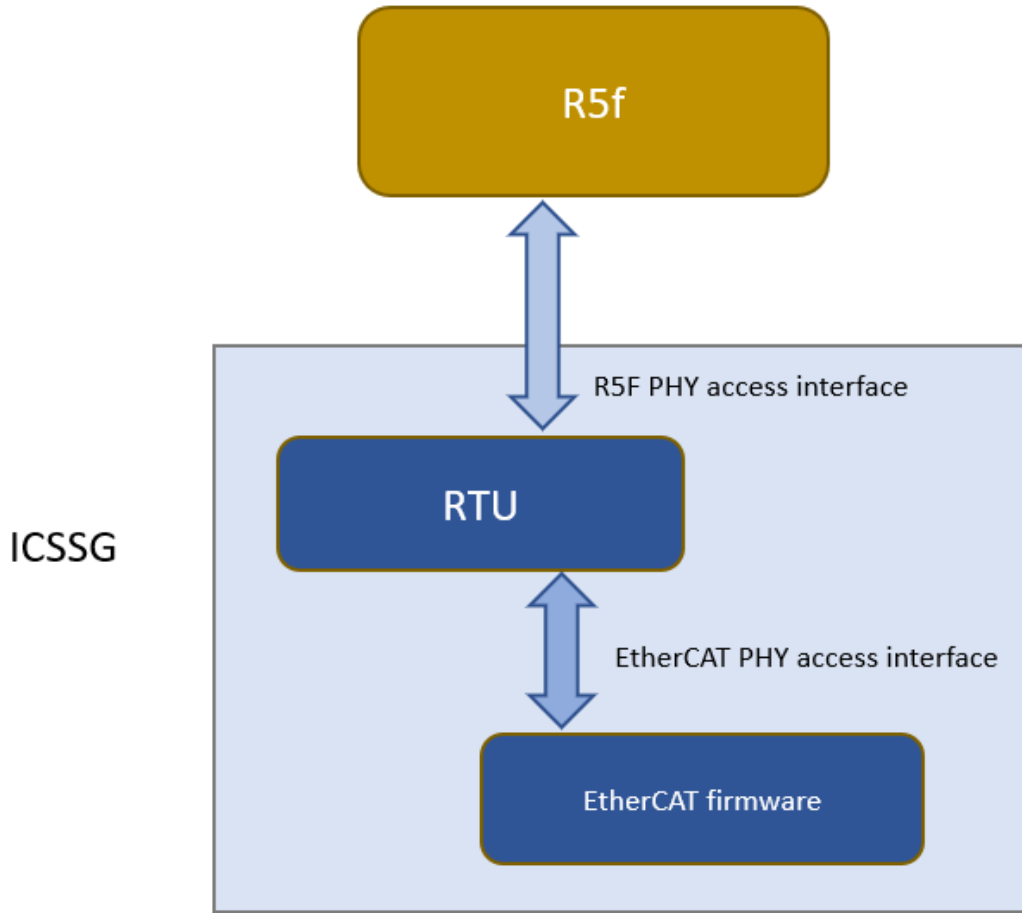 R5f
R5F PHY access interface
RTU
ICSSG
EtherCAT PHY access interface
EtherCAT firmware